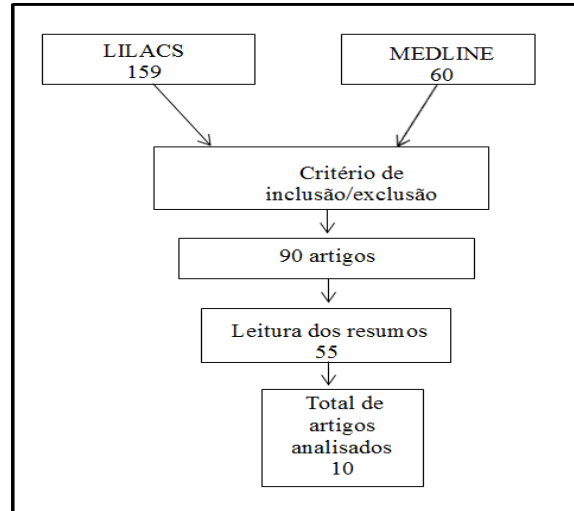 LILACS
159
MEDLINE
60
Critério de
inclusão/exclusão
90 artigos
Leitura dos resumos
55
Total de
artigos
analisados
10